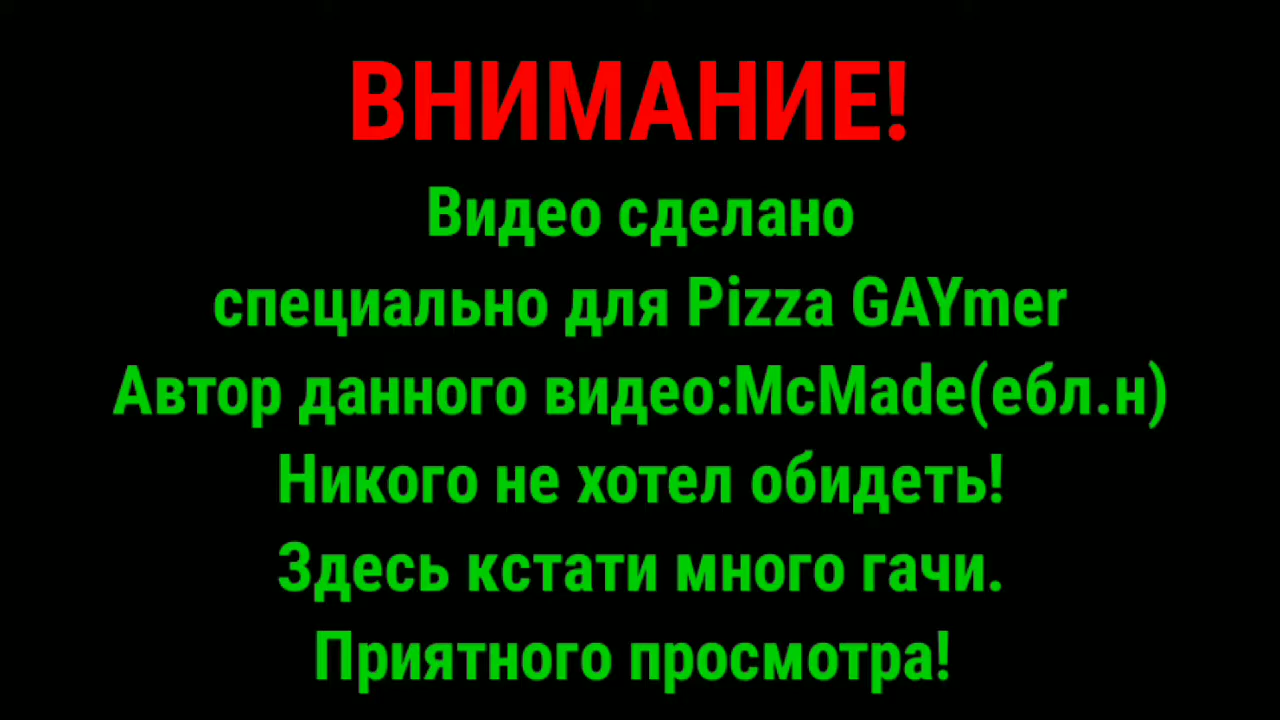 ВНИМАНИЕ!
Видео сделано
специально для Pizza GAYmer
Автор данного видео:McMade(ебл.н)
Никого не хотел обидеть!
Здесь кстати много гачи.
Приятного просмотра!